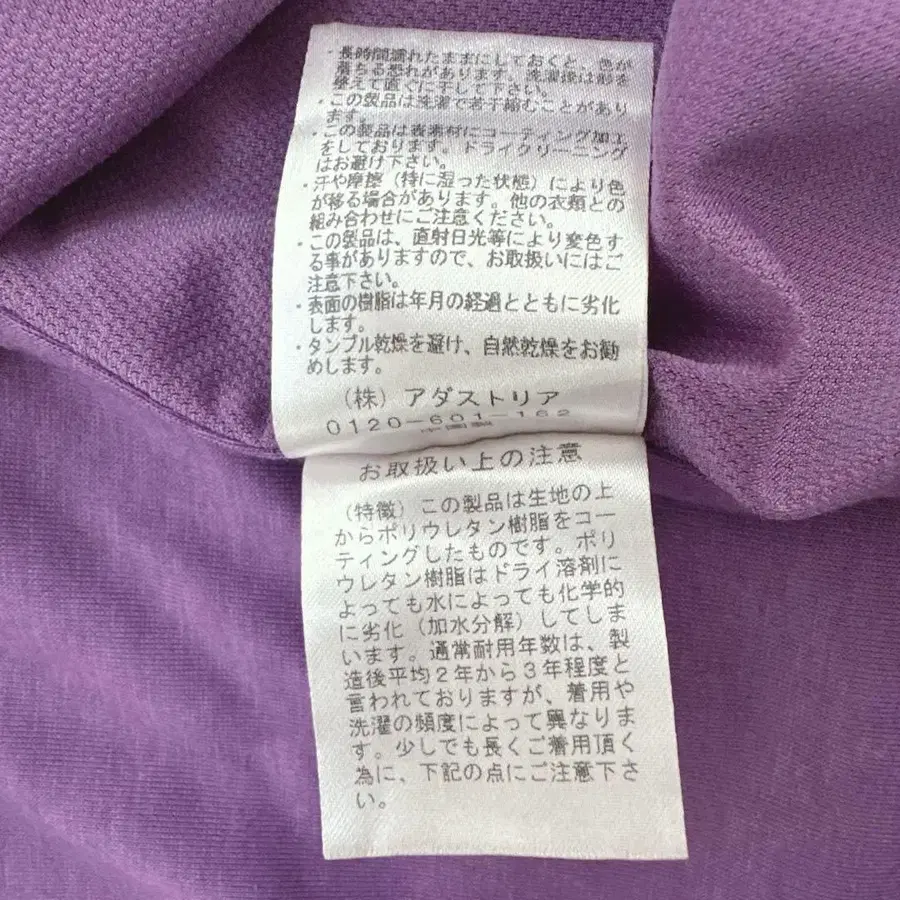 ・長時間濡れたままにしておくと、色が
落ちる恐れがあります。洗濯後は形を
整えて直ぐに干して下さい。
・この製品は洗濯で若干縮むことがあり
ます。
・この製品は表素材にコーティング加工
をしております。ドライクリーニング
はお避け下さい。
・汗や摩擦（特に湿った状態）により色
が移る場合があります。他の衣類との
組み合わせにご注意ください。
・この製品は、直射日光等により変色す
る事がありますので、お取扱いにはご
注意下さい。
・表面の樹脂は年月の経過とともに劣化
します。
・タンブル乾燥を避け、自然乾燥をお勧
めします。
（株）アダストリア
0120-601-162
中国製
お取扱い上の注意
（特徴）この製品は生地の上
からポリウレタン樹脂をコー
ティングしたものです。ポリ
ウレタン樹脂はドライ溶剤に
よっても水によっても化学的
に劣化（加水分解）してしま
います。通常耐用年数は、製
造後平均２年から３年程度と
言われておりますが、着用や
洗濯の頻度によって異なりま
す。少しでも長くご着用頂く
為に、下記の点にご注意下さ
い。